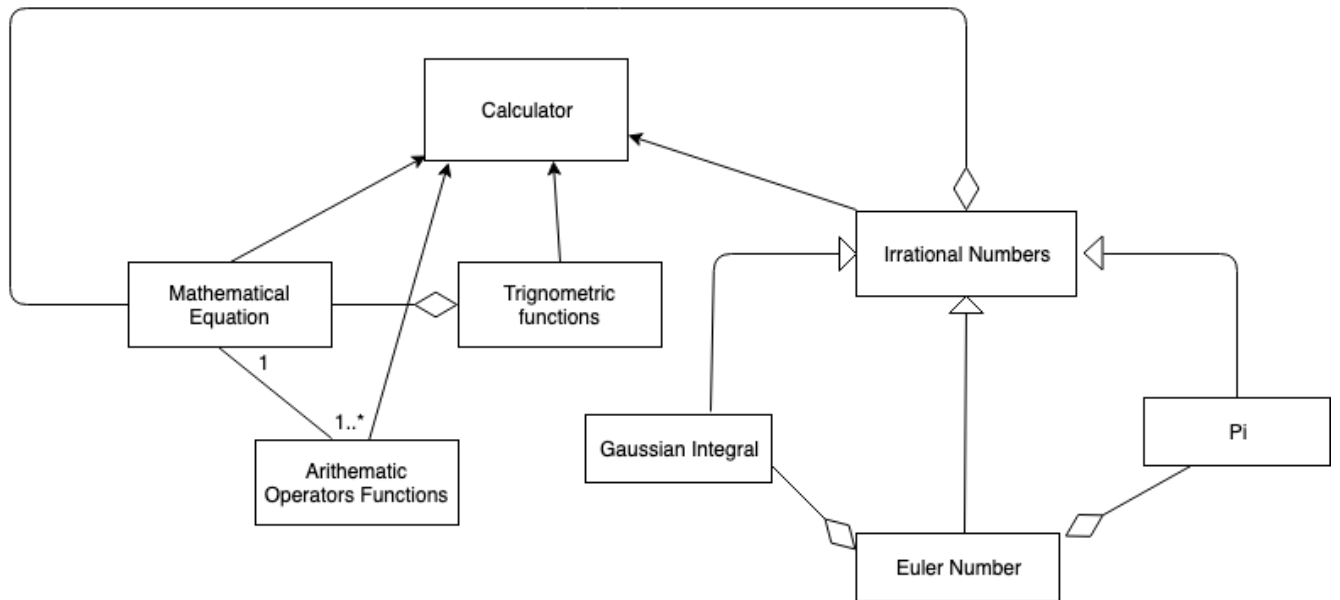 Calculator
Irrational Numbers
Mathematical
Equation
Trignometric
functions
1
1..*
Arithematic
Operators Functions
Gaussian Integral
Pi
Euler Number